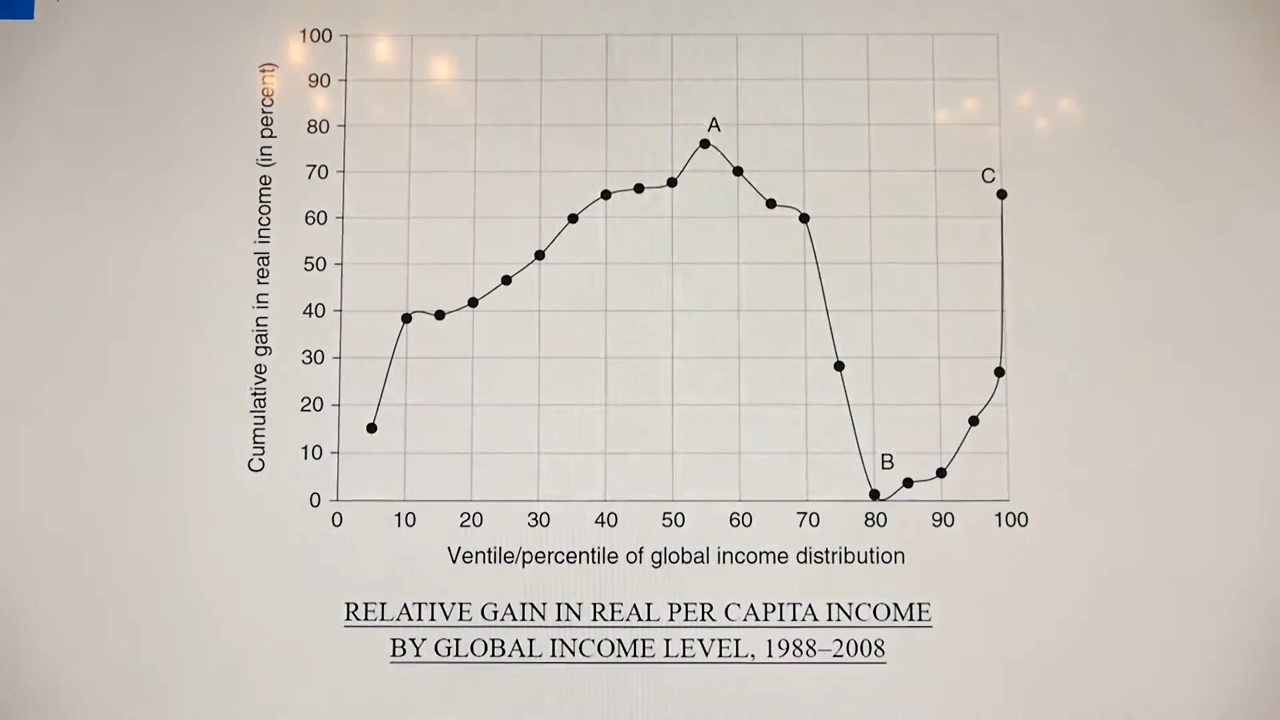 100
90
80
70
60
50
40
30
20
10
0
Cumulative gain in real income (in percent)
A
B
C
0 10 20 30 40 50 60 70 80 90 100
Ventile/percentile of global income distribution
RELATIVE GAIN IN REAL PER CAPITA INCOME
BY GLOBAL INCOME LEVEL, 1988–2008